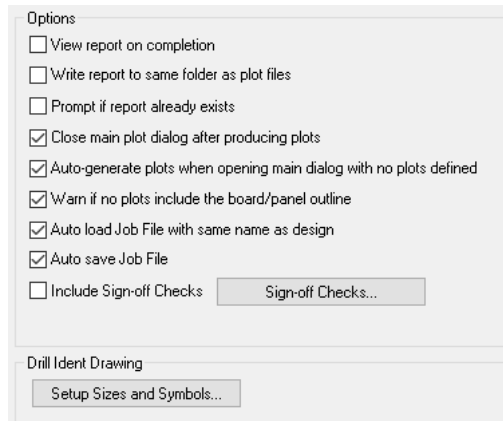 Options
View report on completion
Write report to same folder as plot files
Prompt if report already exists
Close main plot dialog after producing plots
Auto-generate plots when opening main dialog with no plots defined
Warn if no plots include the board/panel outline
Auto load Job File with same name as design
Auto save Job File
Include Sign-off Checks Sign-off Checks...
Drill Ident Drawing
Setup Sizes and Symbols...